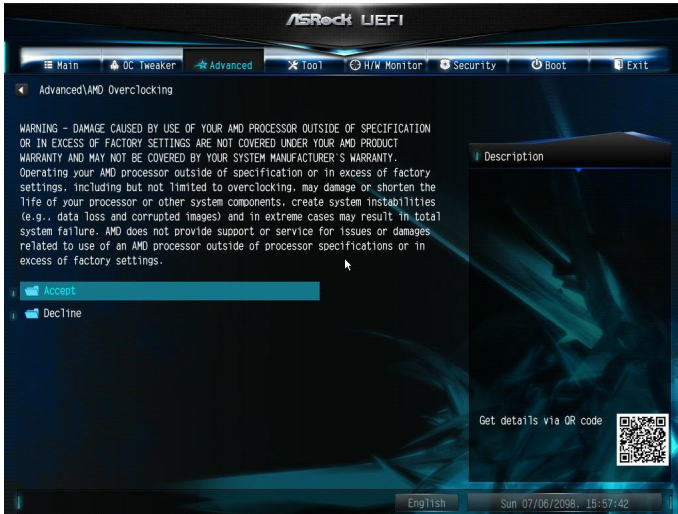 ASRock UEFI
Main OC Tweaker Advanced Tool H/W Monitor Security Boot Exit
Advanced\AMD Overclocking
WARNING - DAMAGE CAUSED BY USE OF YOUR AMD PROCESSOR OUTSIDE OF SPECIFICATION
OR IN EXCESS OF FACTORY SETTINGS ARE NOT COVERED UNDER YOUR AMD PRODUCT
WARRANTY AND MAY NOT BE COVERED BY YOUR SYSTEM MANUFACTURER'S WARRANTY.
Operating your AMD processor outside of specification or in excess of factory
settings, including but not limited to overclocking, may damage or shorten the
life of your processor or other system components, create system instabilities
(e.g., data loss and corrupted images) and in extreme cases may result in total
system failure. AMD does not provide support or service for issues or damages
related to use of an AMD processor outside of processor specifications or in
excess of factory settings.
Accept
Decline
Description
Get details via QR code
English
Sun 07/06/2098, 15:57:42